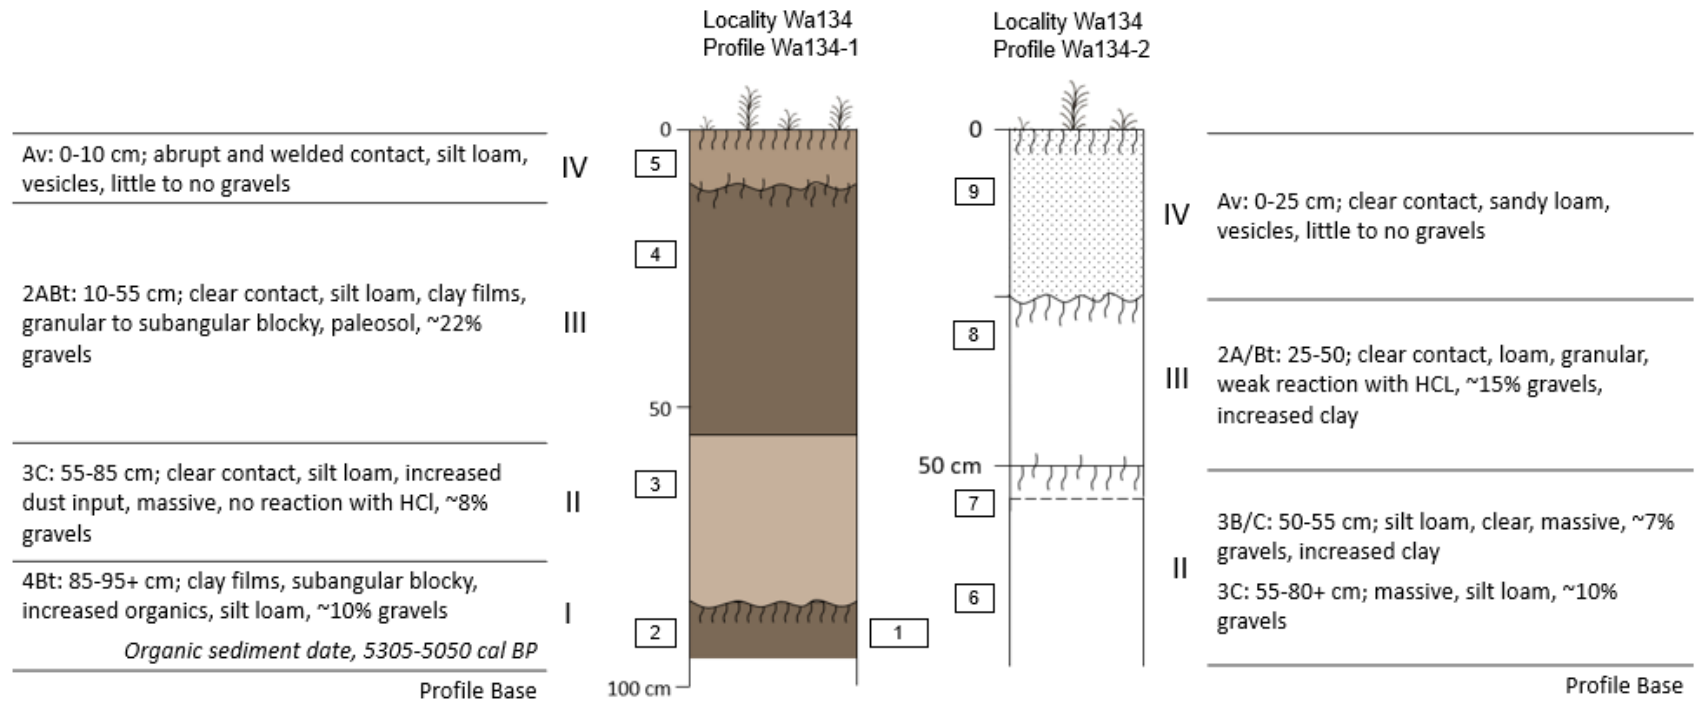 Locality Wa134
Profile Wa134-1
Locality Wa134
Profile Wa134-2
Av: 0-10 cm; abrupt and welded contact, silt loam,
vesicles, little to no gravels
IV
2ABt: 10-55 cm; clear contact, silt loam, clay films,
granular to subangular blocky, paleosol, ~22%
gravels
III
3C: 55-85 cm; clear contact, silt loam, increased
dust input, massive, no reaction with HCl, ~8%
gravels
II
4Bt: 85-95+ cm; clay films, subangular blocky,
increased organics, silt loam, ~10% gravels
I
Organic sediment date, 5305-5050 cal BP
Profile Base
0
5
4
50
3
2
1
100 cm
0
9
8
50 cm
7
6
IV
Av: 0-25 cm; clear contact, sandy loam,
vesicles, little to no gravels
III
2A/Bt: 25-50; clear contact, loam, granular,
weak reaction with HCL, ~15% gravels,
increased clay
II
3B/C: 50-55 cm; silt loam, clear, massive, ~7%
gravels, increased clay
3C: 55-80+ cm; massive, silt loam, ~10%
gravels
Profile Base